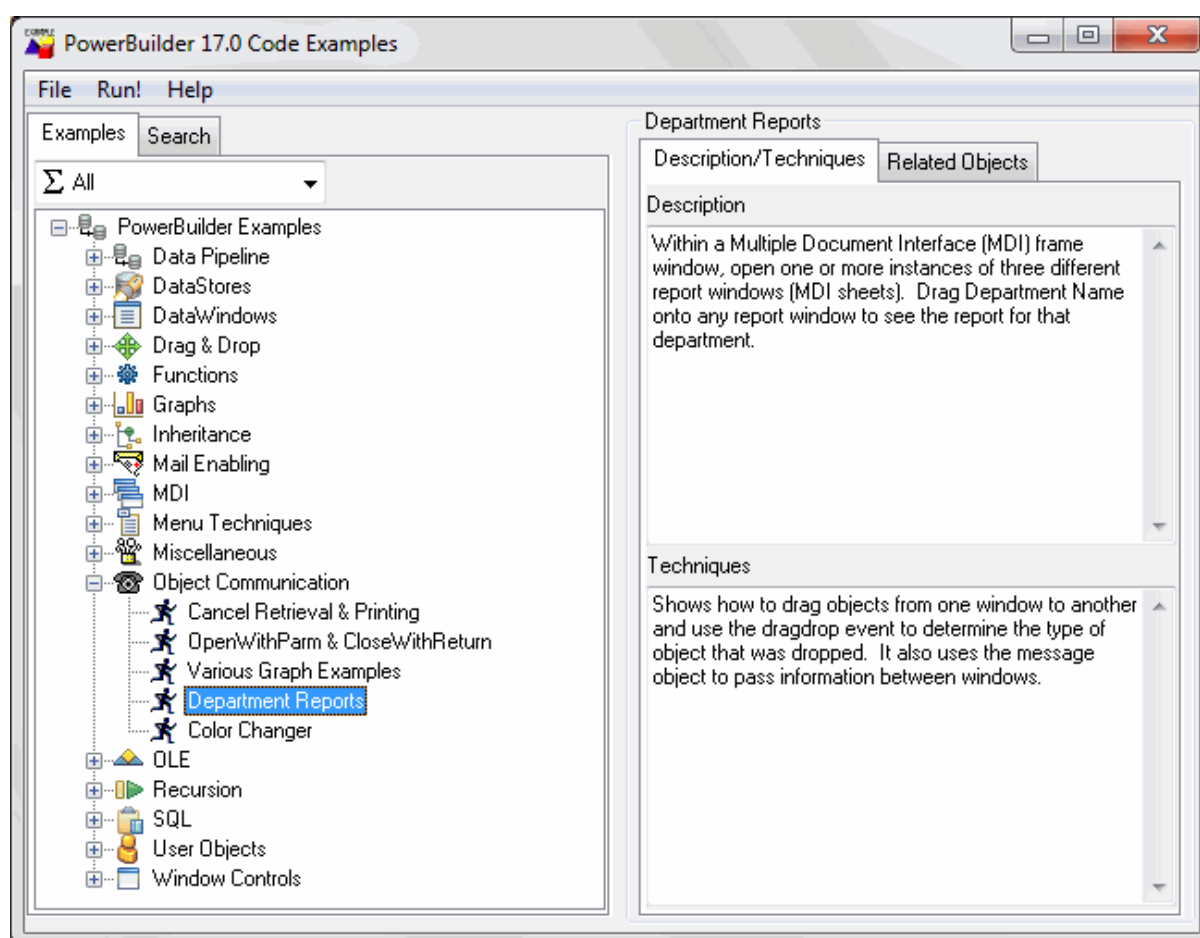 PowerBuilder 17.0 Code Examples
File Run! Help
Examples Search
Σ All
PowerBuilder Examples
Data Pipeline
DataStores
DataWindows
Drag & Drop
Functions
Graphs
Inheritance
Mail Enabling
MDI
Menu Techniques
Miscellaneous
Object Communication
Cancel Retrieval & Printing
OpenWithParm & CloseWithReturn
Various Graph Examples
Department Reports
Color Changer
OLE
Recursion
SQL
User Objects
Window Controls
Department Reports
Description/Techniques Related Objects
Description
Within a Multiple Document Interface (MDI) frame
window, open one or more instances of three different
report windows (MDI sheets). Drag Department Name
onto any report window to see the report for that
department.
Techniques
Shows how to drag objects from one window to another
and use the dragdrop event to determine the type of
object that was dropped. It also uses the message
object to pass information between windows.